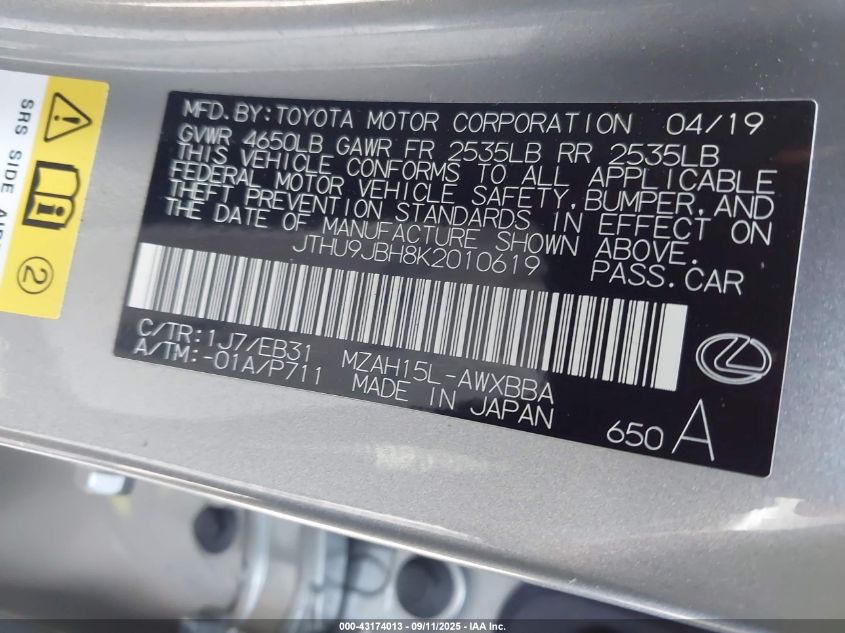 SRS SIDE AIR
2
MFD. BY: TOYOTA MOTOR CORPORATION 04/19
GVWR 4650LB GAWR FR 2535LB RR 2535LB
THIS VEHICLE CONFORMS TO ALL APPLICABLE
FEDERAL MOTOR VEHICLE SAFETY, BUMPER, AND
THEFT PREVENTION STANDARDS IN EFFECT ON
THE DATE OF MANUFACTURE SHOWN ABOVE.
JTHU9JBH8K2010619 PASS. CAR
C/TR: 1J7/EB31 MZAH15L-AWXBBA
A/TM: -01A/P711 MADE IN JAPAN
650 A
000-43174013 - 09/11/2025 - IAA Inc.